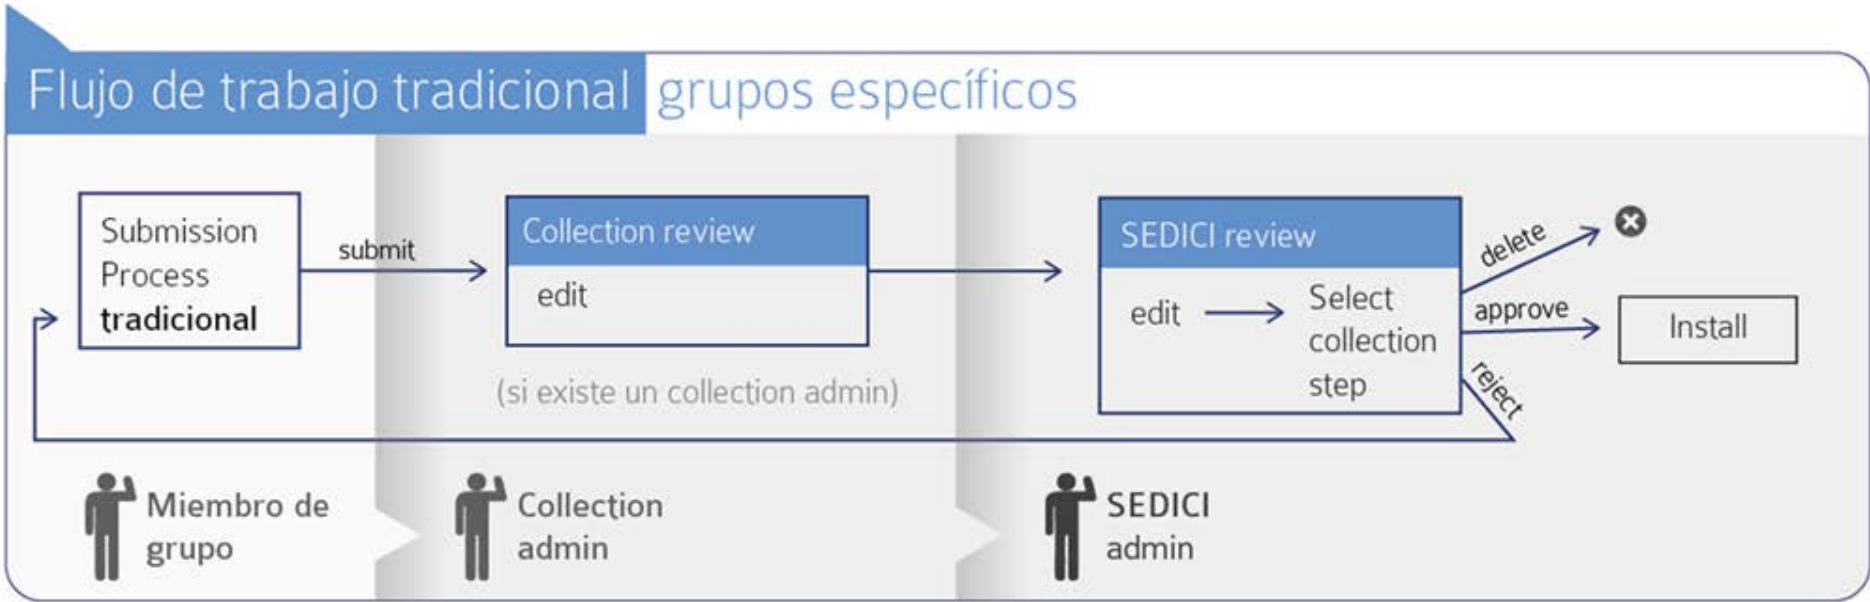 Flujo de trabajo tradicional grupos específicos
Submission
Process
tradicional
submit
Collection review
edit
(si existe un collection admin)
SEDICI review
edit
Select
collection
step
delete
approve
reject
Install
Miembro de
grupo
Collection
admin
SEDICI
admin